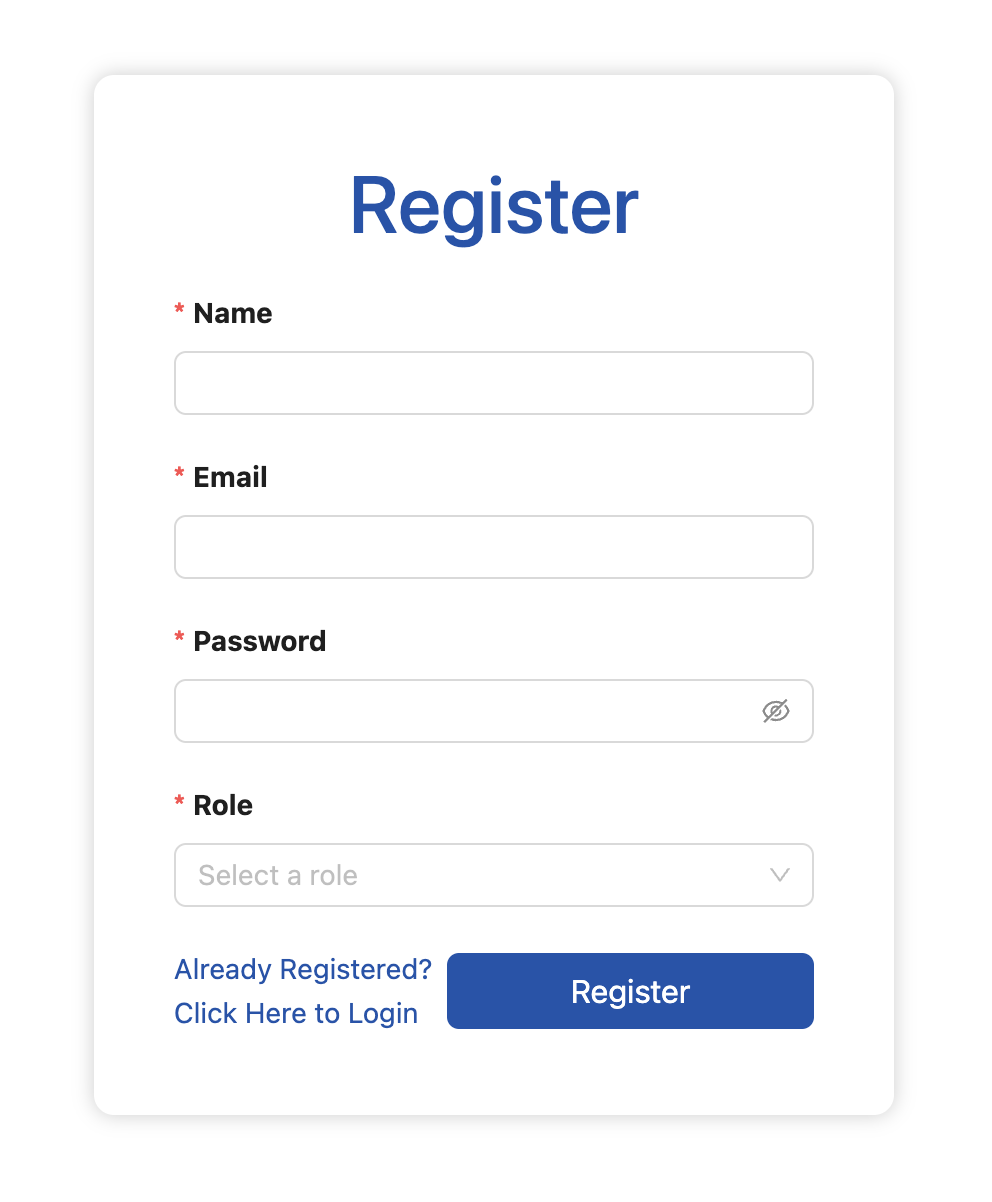 Register
* Name
* Email
* Password
* Role
Select a role
Already Registered?
Click Here to Login
Register